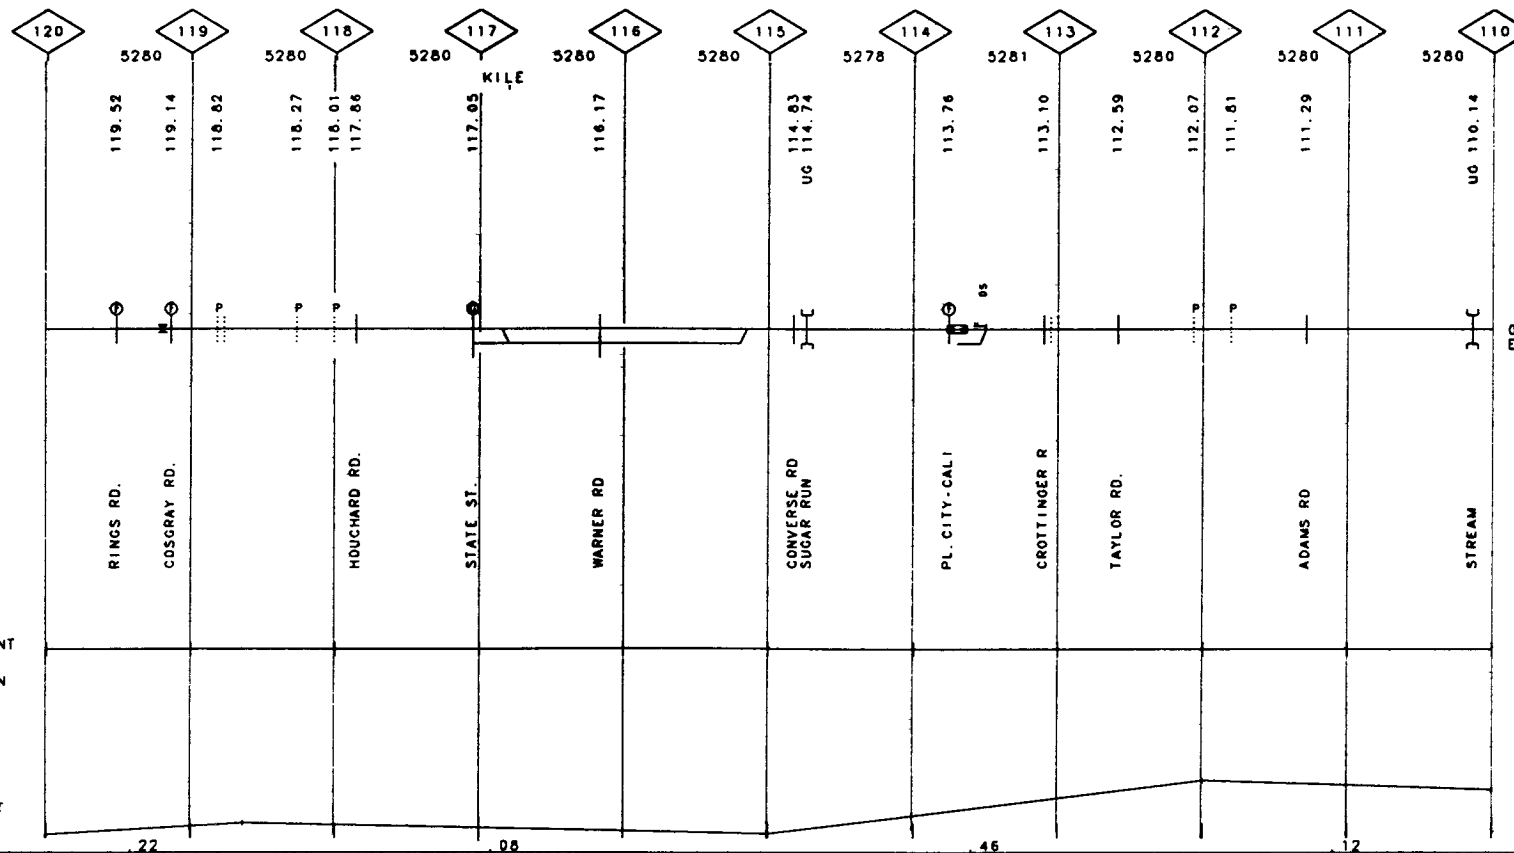 120 119 118 117 116 115 114 113 112 111 110
5280 5280 5280 5280 5280 5278 5281 5280 5280 5280
KILE
119.52
119.14
118.82
118.27
118.01
117.86
117.05
116.17
114.83
UG 114.74
113.76
113.10
112.59
112.07
111.81
111.29
UG 110.14
P P P P P
DS
RINGS RD.
COSGRAY RD.
HOUCHARD RD.
STATE ST.
WARNER RD
CONVERSE RD
SUGAR RUN
PL.CITY-CALI
CROTTINGER R
TAYLOR RD.
ADAMS RD
STREAM
NT
N
.22 .08 .46 .12